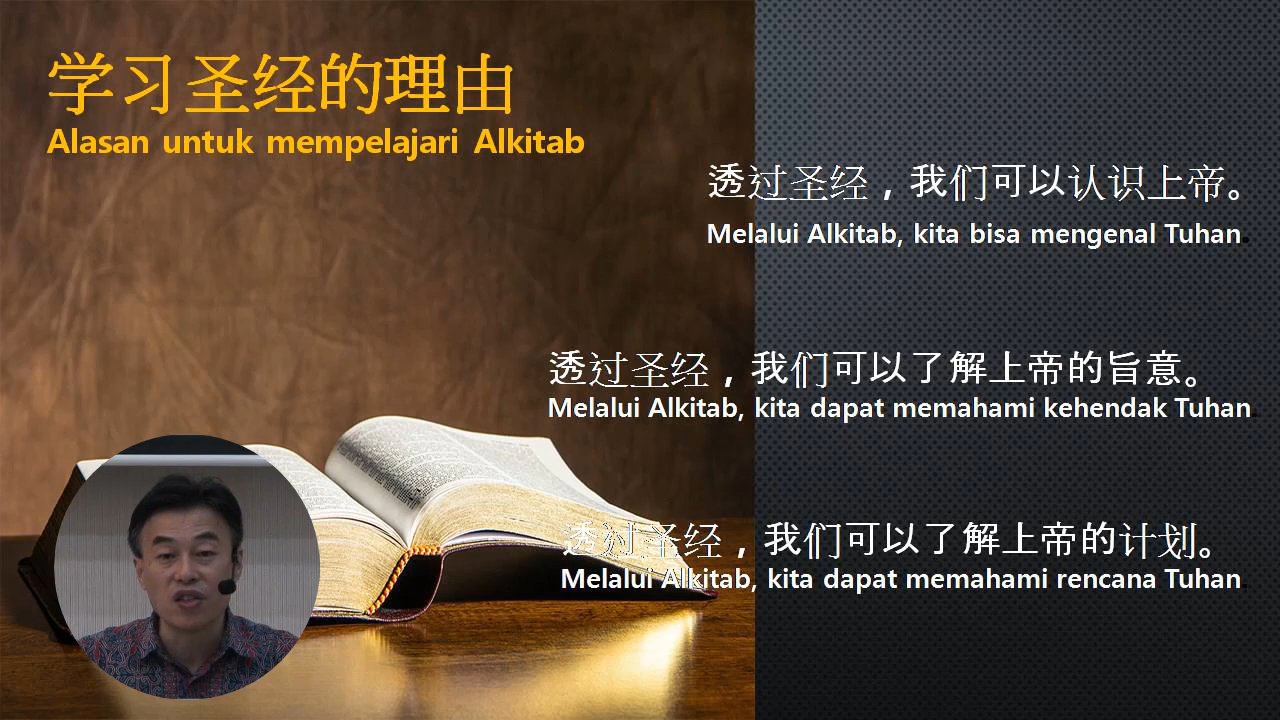 学习圣经的理由
Alasan untuk mempelajari Alkitab
透过圣经，我们可以认识上帝。
Melalui Alkitab, kita bisa mengenal Tuhan.
透过圣经，我们可以了解上帝的旨意。
Melalui Alkitab, kita dapat memahami kehendak Tuhan
透过圣经，我们可以了解上帝的计划。
Melalui Alkitab, kita dapat memahami rencana Tuhan